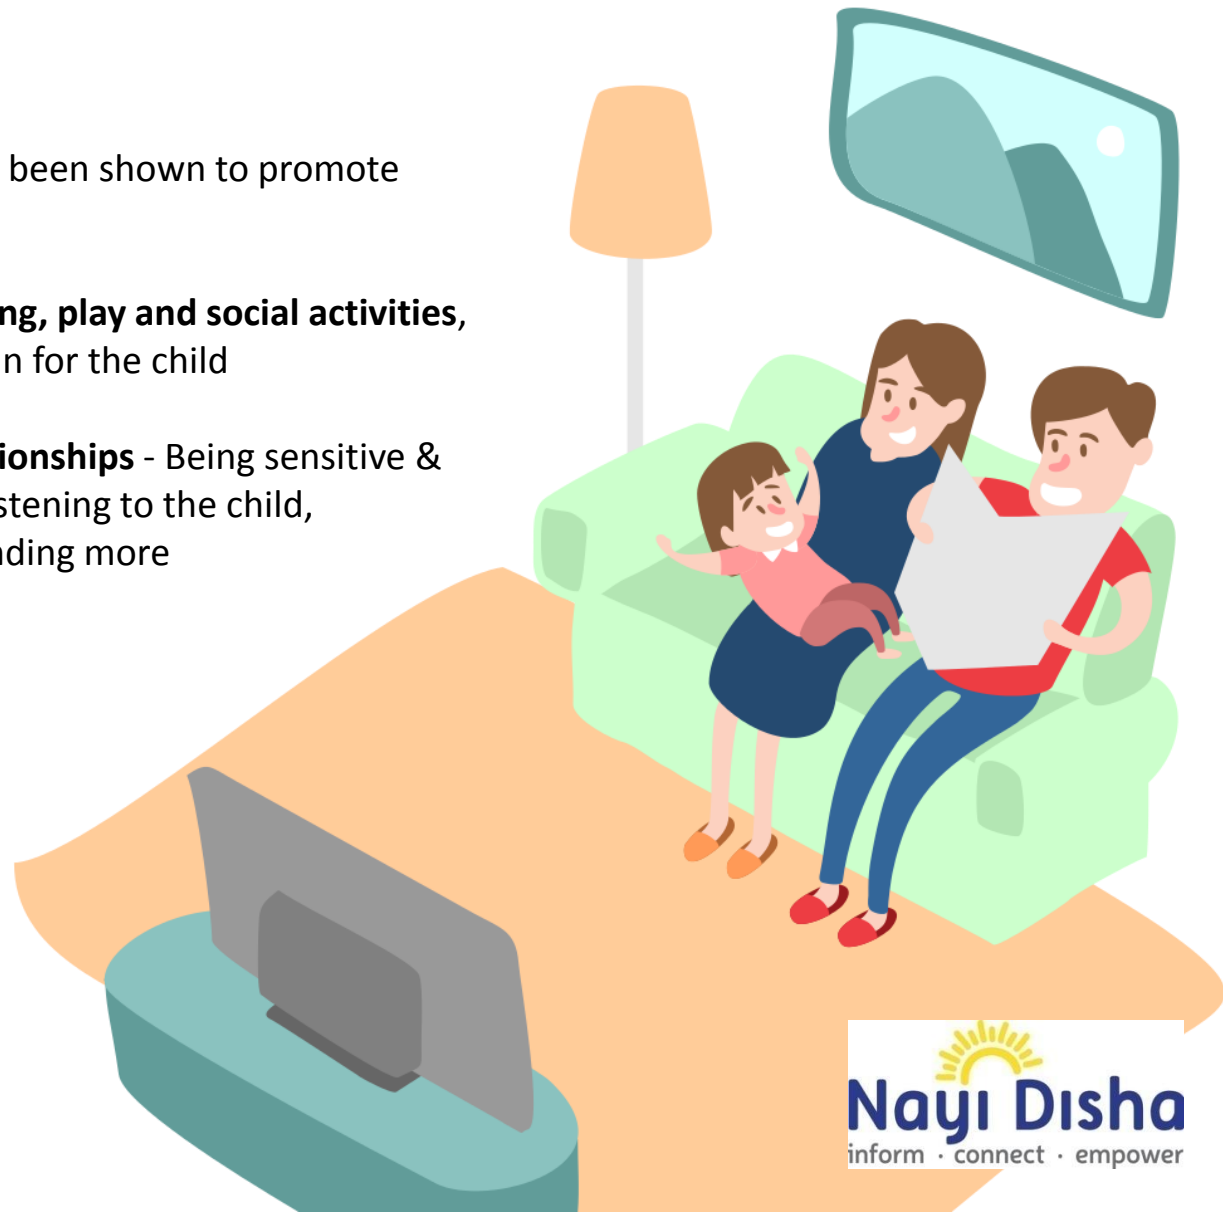 been shown to promote
ng, play and social activities,
n for the child
ionships - Being sensitive &
stening to the child,
nding more
Nayi Disha
inform · connect · empower